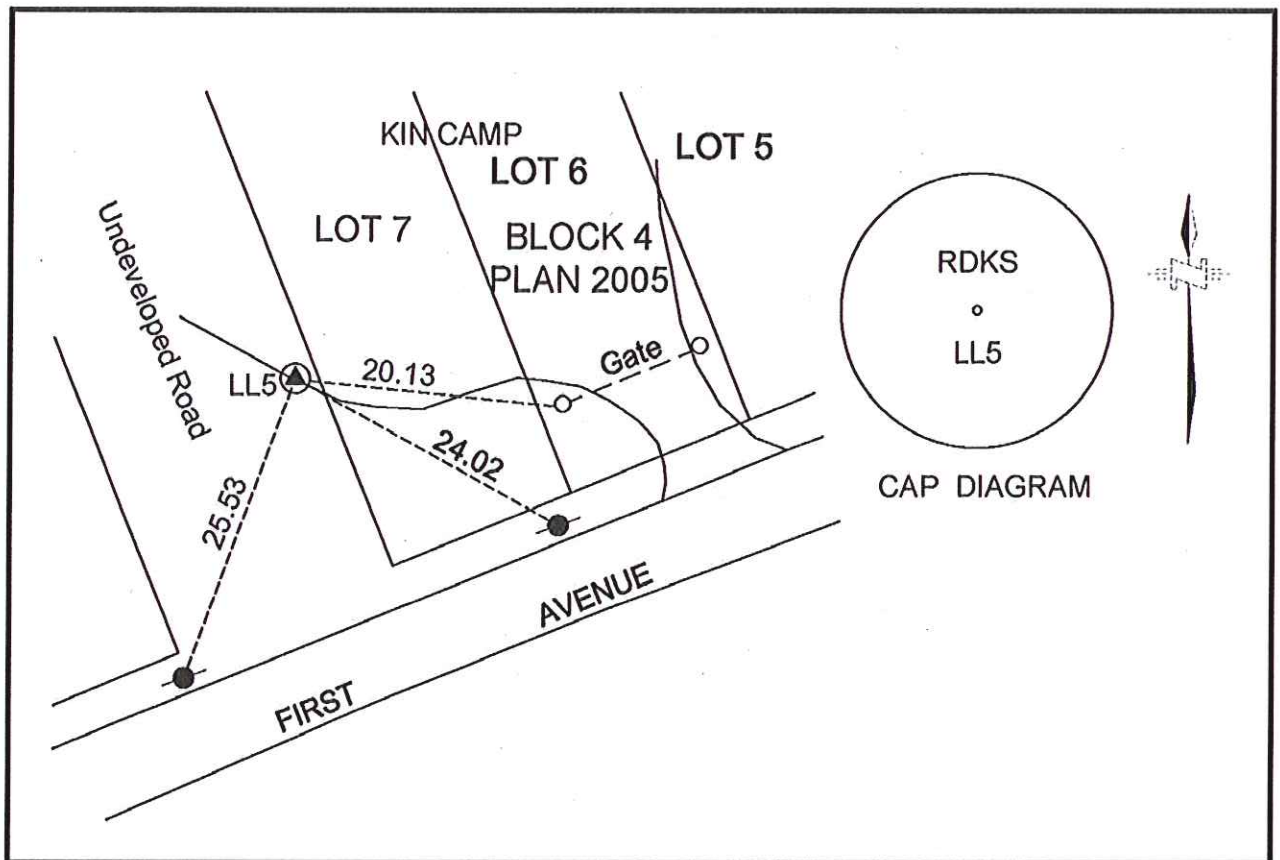 KIN CAMP
LOT 5
LOT 6
LOT 7
BLOCK 4
PLAN 2005
Undeveloped Road
RDKS
LL5
CAP DIAGRAM
Gate
20.13
LL5
24.02
25.53
FIRST AVENUE